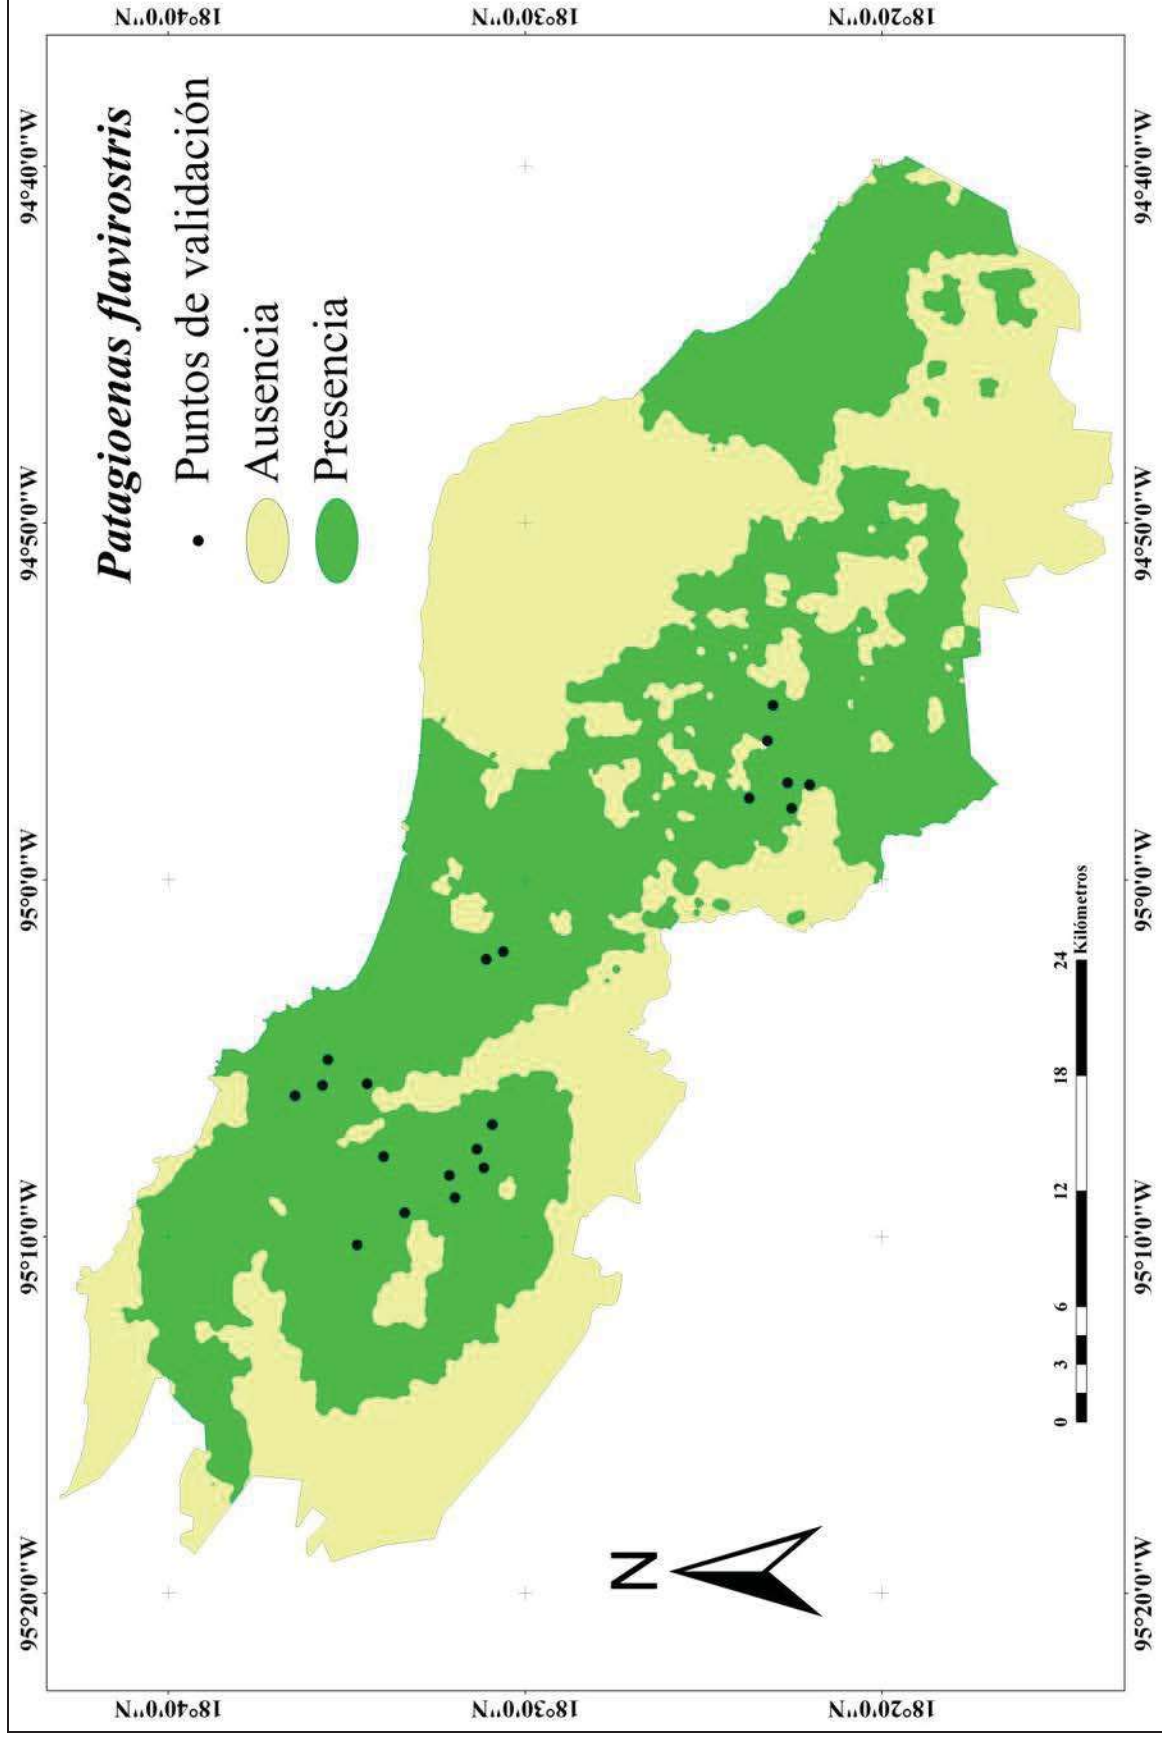 95°20'0"W 95°10'0"W 95°0'0"W 94°50'0"W 94°40'0"W
Patagioenas flavirostris
18°40'0"N 18°40'0"N
Puntos de validación
Ausencia
Presencia
18°30'0"N 18°30'0"N
N
18°20'0"N 18°20'0"N
0 3 6 12 18 24
Kilómetros
95°20'0"W 95°10'0"W 95°0'0"W 94°50'0"W 94°40'0"W